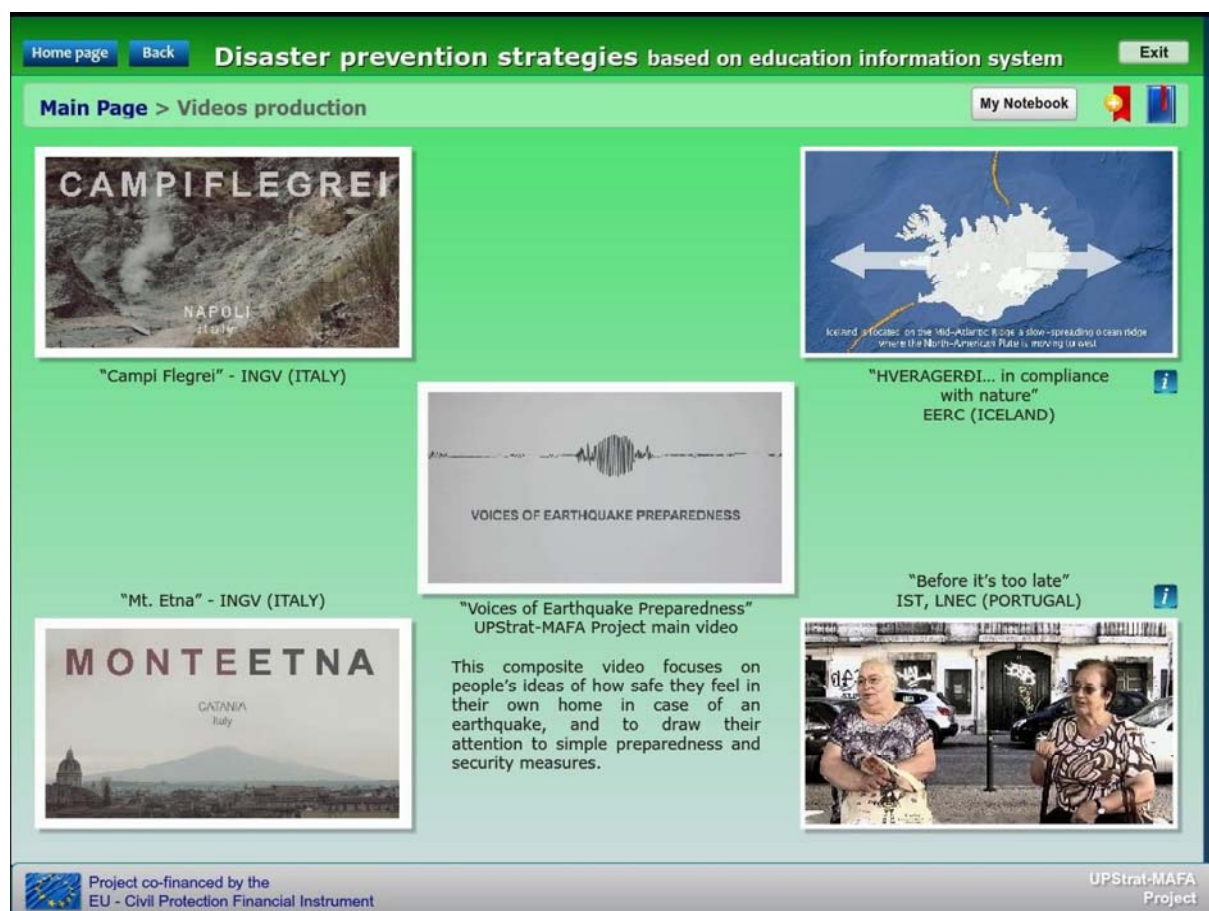 Home page
Back
Disaster prevention strategies based on education information system
Exit
Main Page > Videos production
My Notebook
CAMPIFLEGREI
NAPOLI
Italy
"Campi Flegrei" - INGV (ITALY)
Iceland is located on the Mid-Atlantic Ridge a slow-spreading ocean ridge
where the North-American Plate is moving to west
"HVERAGERÐI... in compliance
with nature"
EERC (ICELAND)
i
VOICES OF EARTHQUAKE PREPAREDNESS
"Voices of Earthquake Preparedness"
UPStrat-MAFA Project main video
This composite video focuses on
people's ideas of how safe they feel in
their own home in case of an
earthquake, and to draw their
attention to simple preparedness and
security measures.
"Mt. Etna" - INGV (ITALY)
MONTEETNA
CATANIA
Italy
"Before it's too late"
IST, LNEC (PORTUGAL)
i
Project co-financed by the
EU - Civil Protection Financial Instrument
UPStrat-MAFA
Project